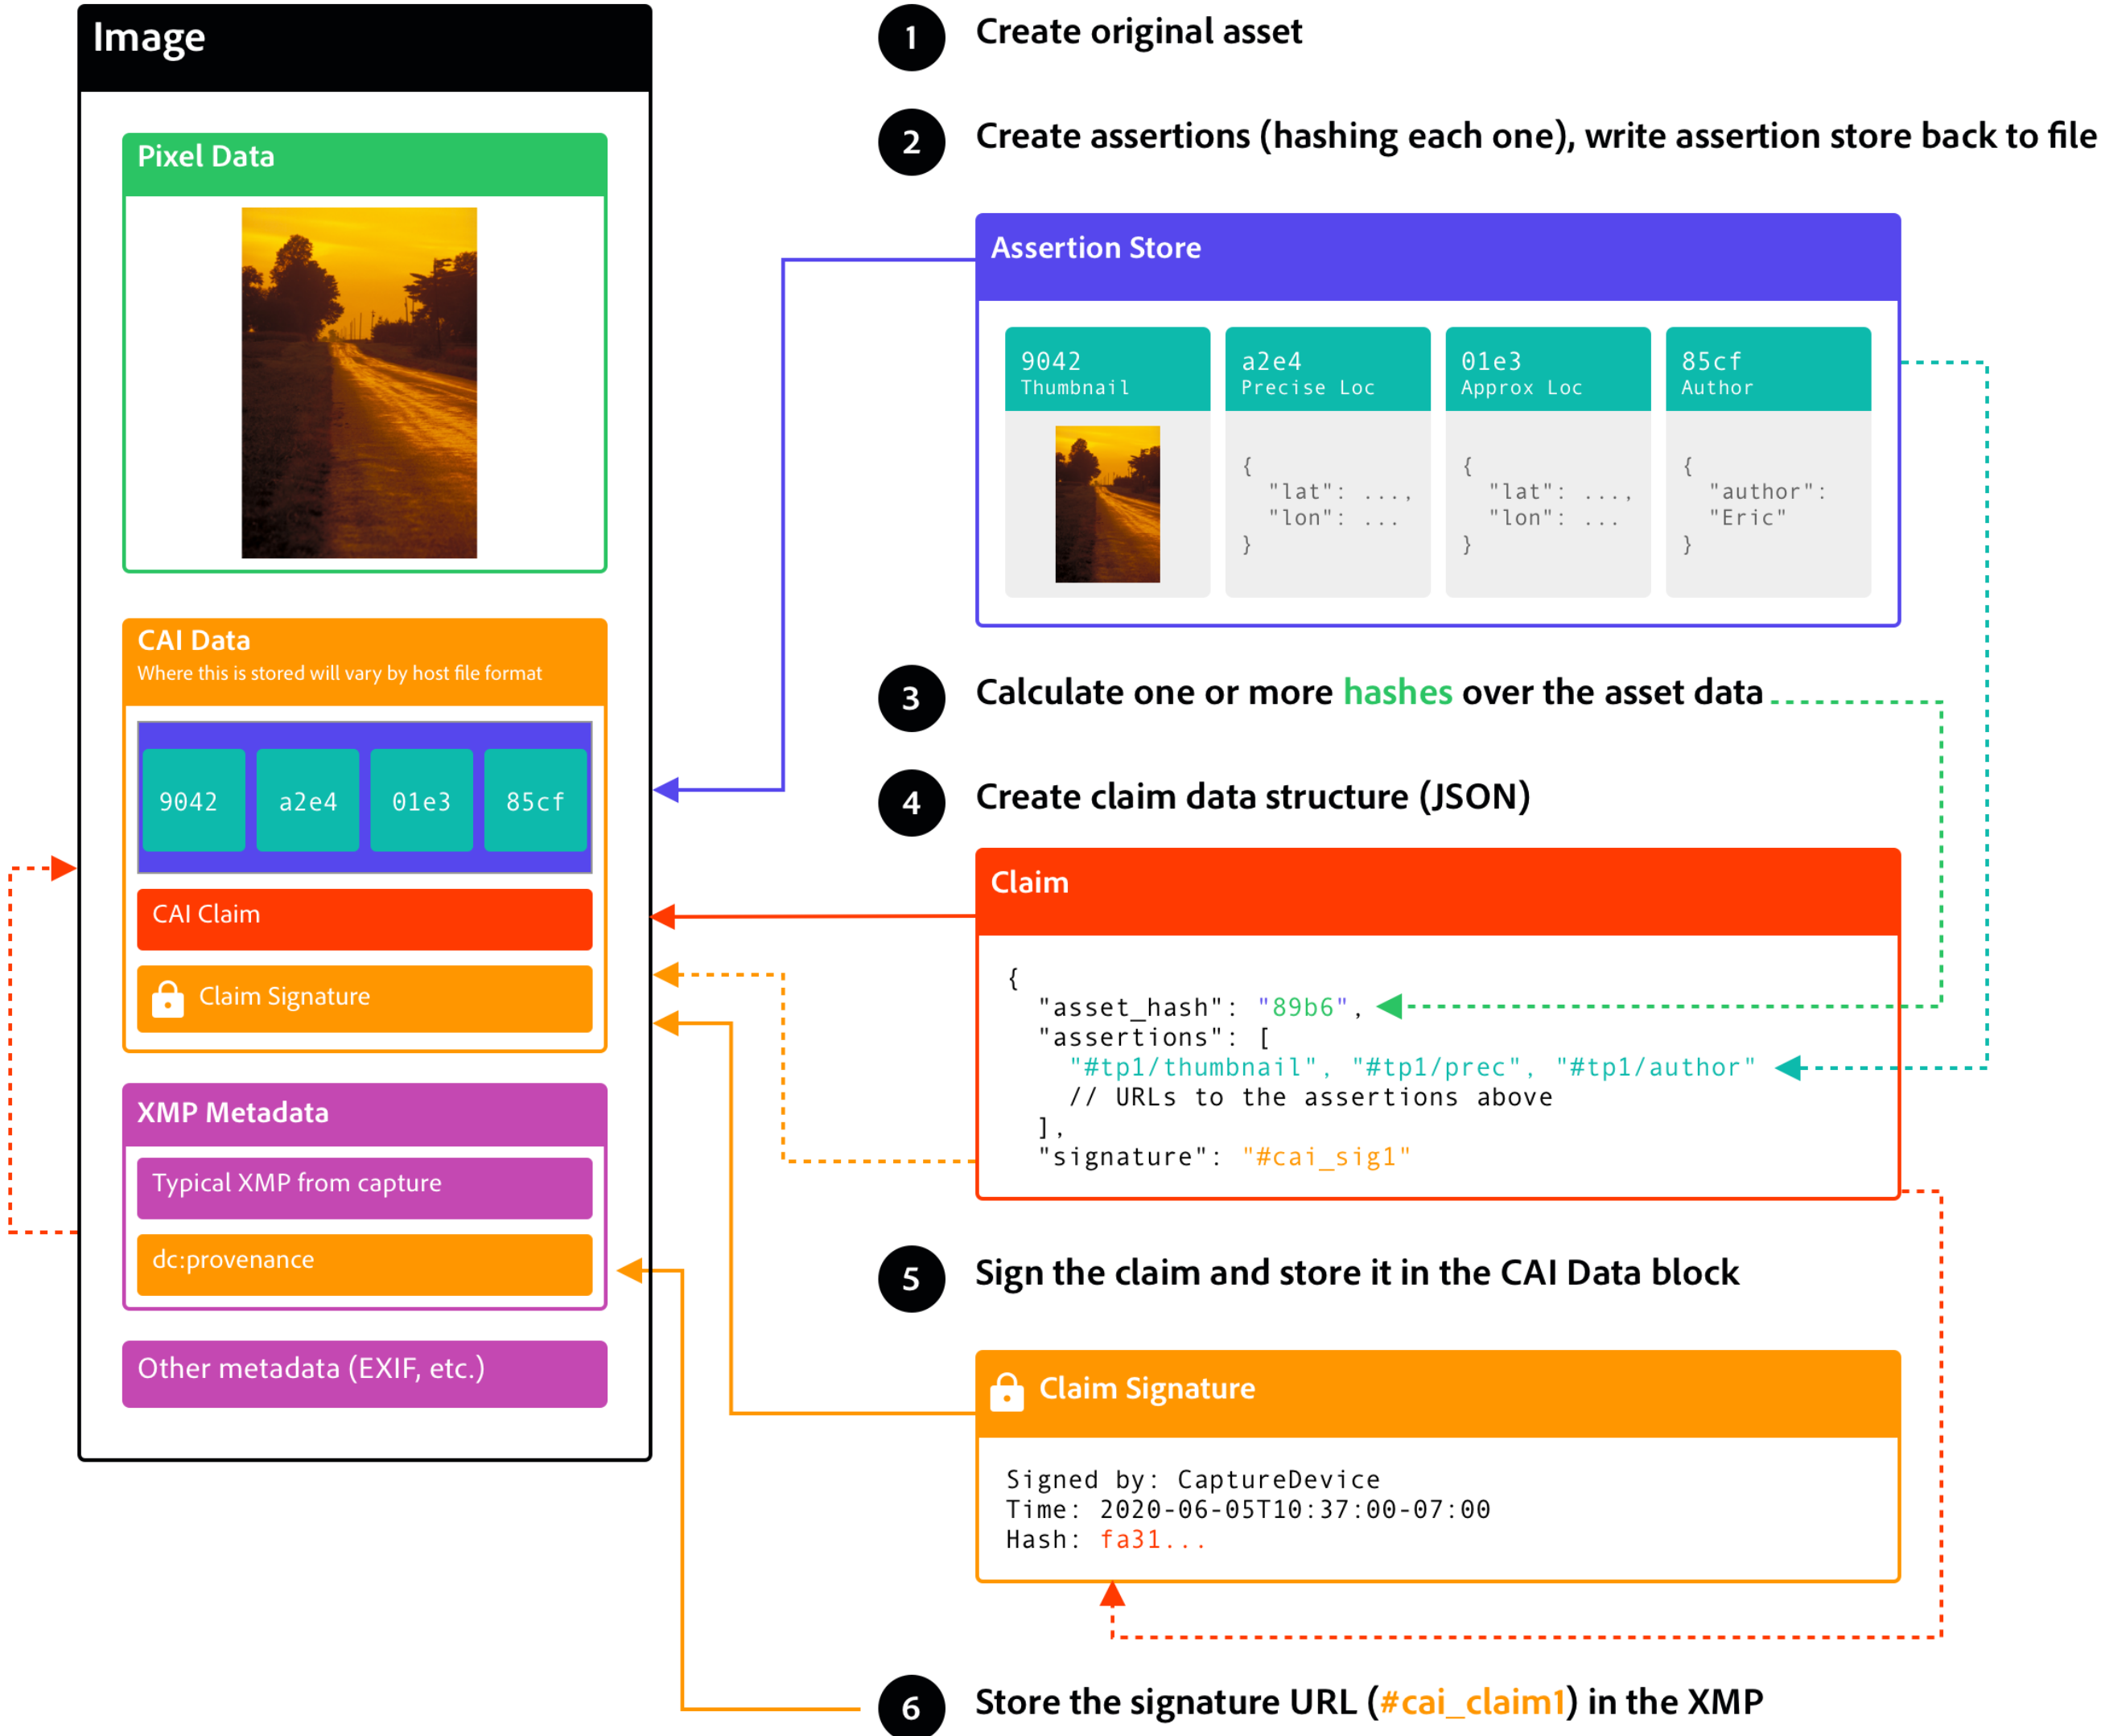 Image
Pixel Data
CAI Data
Where this is stored will vary by host file format
9042 a2e4 01e3 85cf
CAI Claim
Claim Signature
XMP Metadata
Typical XMP from capture
dc:provenance
Other metadata (EXIF, etc.)
1 Create original asset
2 Create assertions (hashing each one), write assertion store back to file
Assertion Store
9042
Thumbnail
a2e4
Precise Loc
{
"lat": ...,
"lon": ...
}
01e3
Approx Loc
{
"lat": ...,
"lon": ...
}
85cf
Author
{
"author":
"Eric"
}
3 Calculate one or more hashes over the asset data
4 Create claim data structure (JSON)
Claim
{
"asset_hash": "89b6",
"assertions": [
"#tp1/thumbnail", "#tp1/prec", "#tp1/author"
// URLs to the assertions above
],
"signature": "#cai_sig1"
5 Sign the claim and store it in the CAI Data block
Claim Signature
Signed by: CaptureDevice
Time: 2020-06-05T10:37:00-07:00
Hash: fa31...
6 Store the signature URL (#cai_claim1) in the XMP